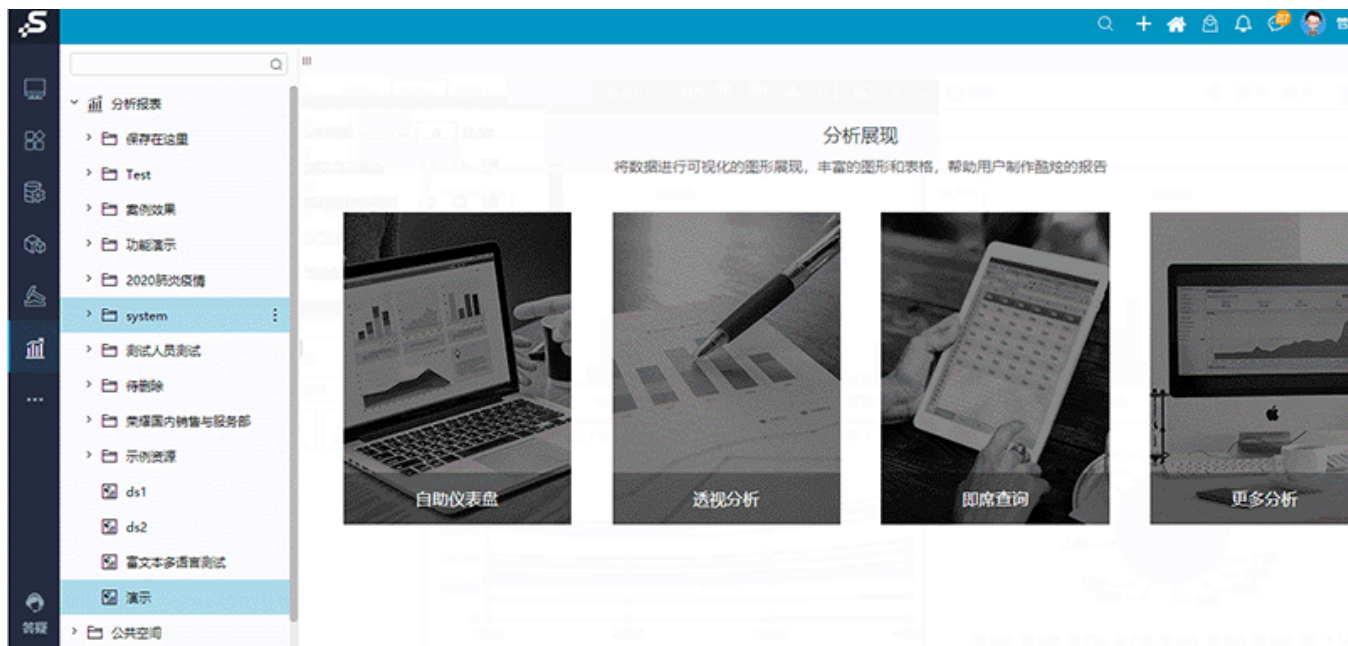 S
87
分析报表
保存在这里
Test
案例效果
功能演示
2020肺炎疫情
system
测试人员测试
待删除
荣耀国内销售与服务部
示例资源
ds1
ds2
富文本多语言测试
演示
公共空间
答疑
分析展现
将数据进行可视化的图形展现，丰富的图形和表格，帮助用户制作酷炫的报告
自助仪表盘
透视分析
即席查询
更多分析